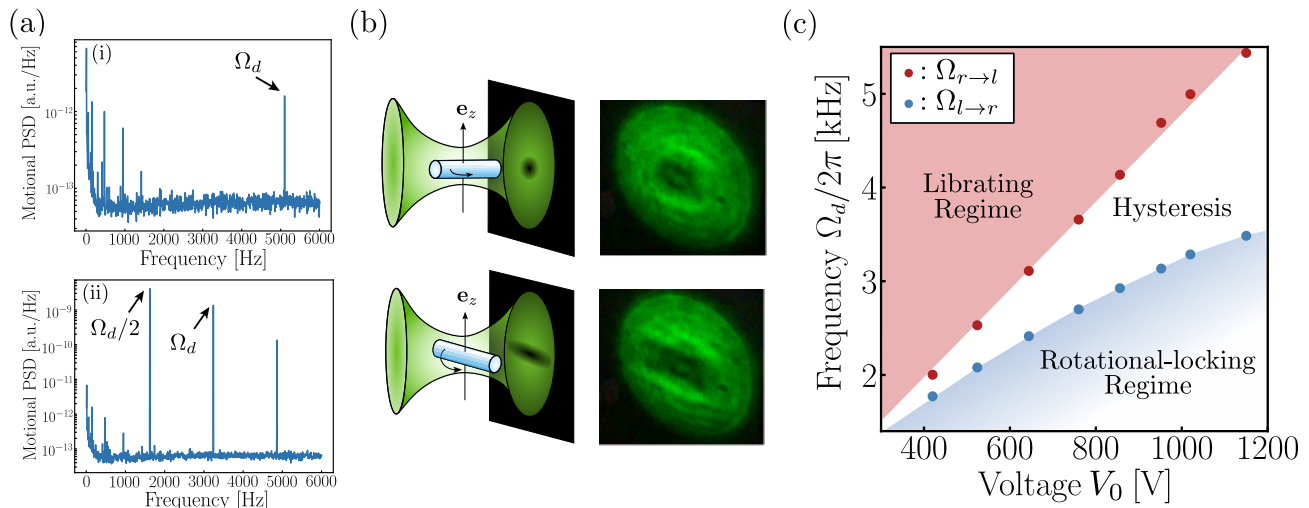 (a)
(i)
Motional PSD [a.u./Hz]
10⁻¹²
10⁻¹³
Ω_d
0 1000 2000 3000 4000 5000 6000
Frequency [Hz]
(ii)
Motional PSD [a.u./Hz]
10⁻⁹
10⁻¹⁰
10⁻¹¹
10⁻¹²
10⁻¹³
Ω_d/2
Ω_d
0 1000 2000 3000 4000 5000 6000
Frequency [Hz]
(b)
e_z
e_z
(c)
Frequency Ω_d/2π [kHz]
5
4
3
2
: Ω_{r→l}
: Ω_{l→r}
Librating
Regime
Hysteresis
Rotational-locking
Regime
400 600 800 1000 1200
Voltage V₀ [V]